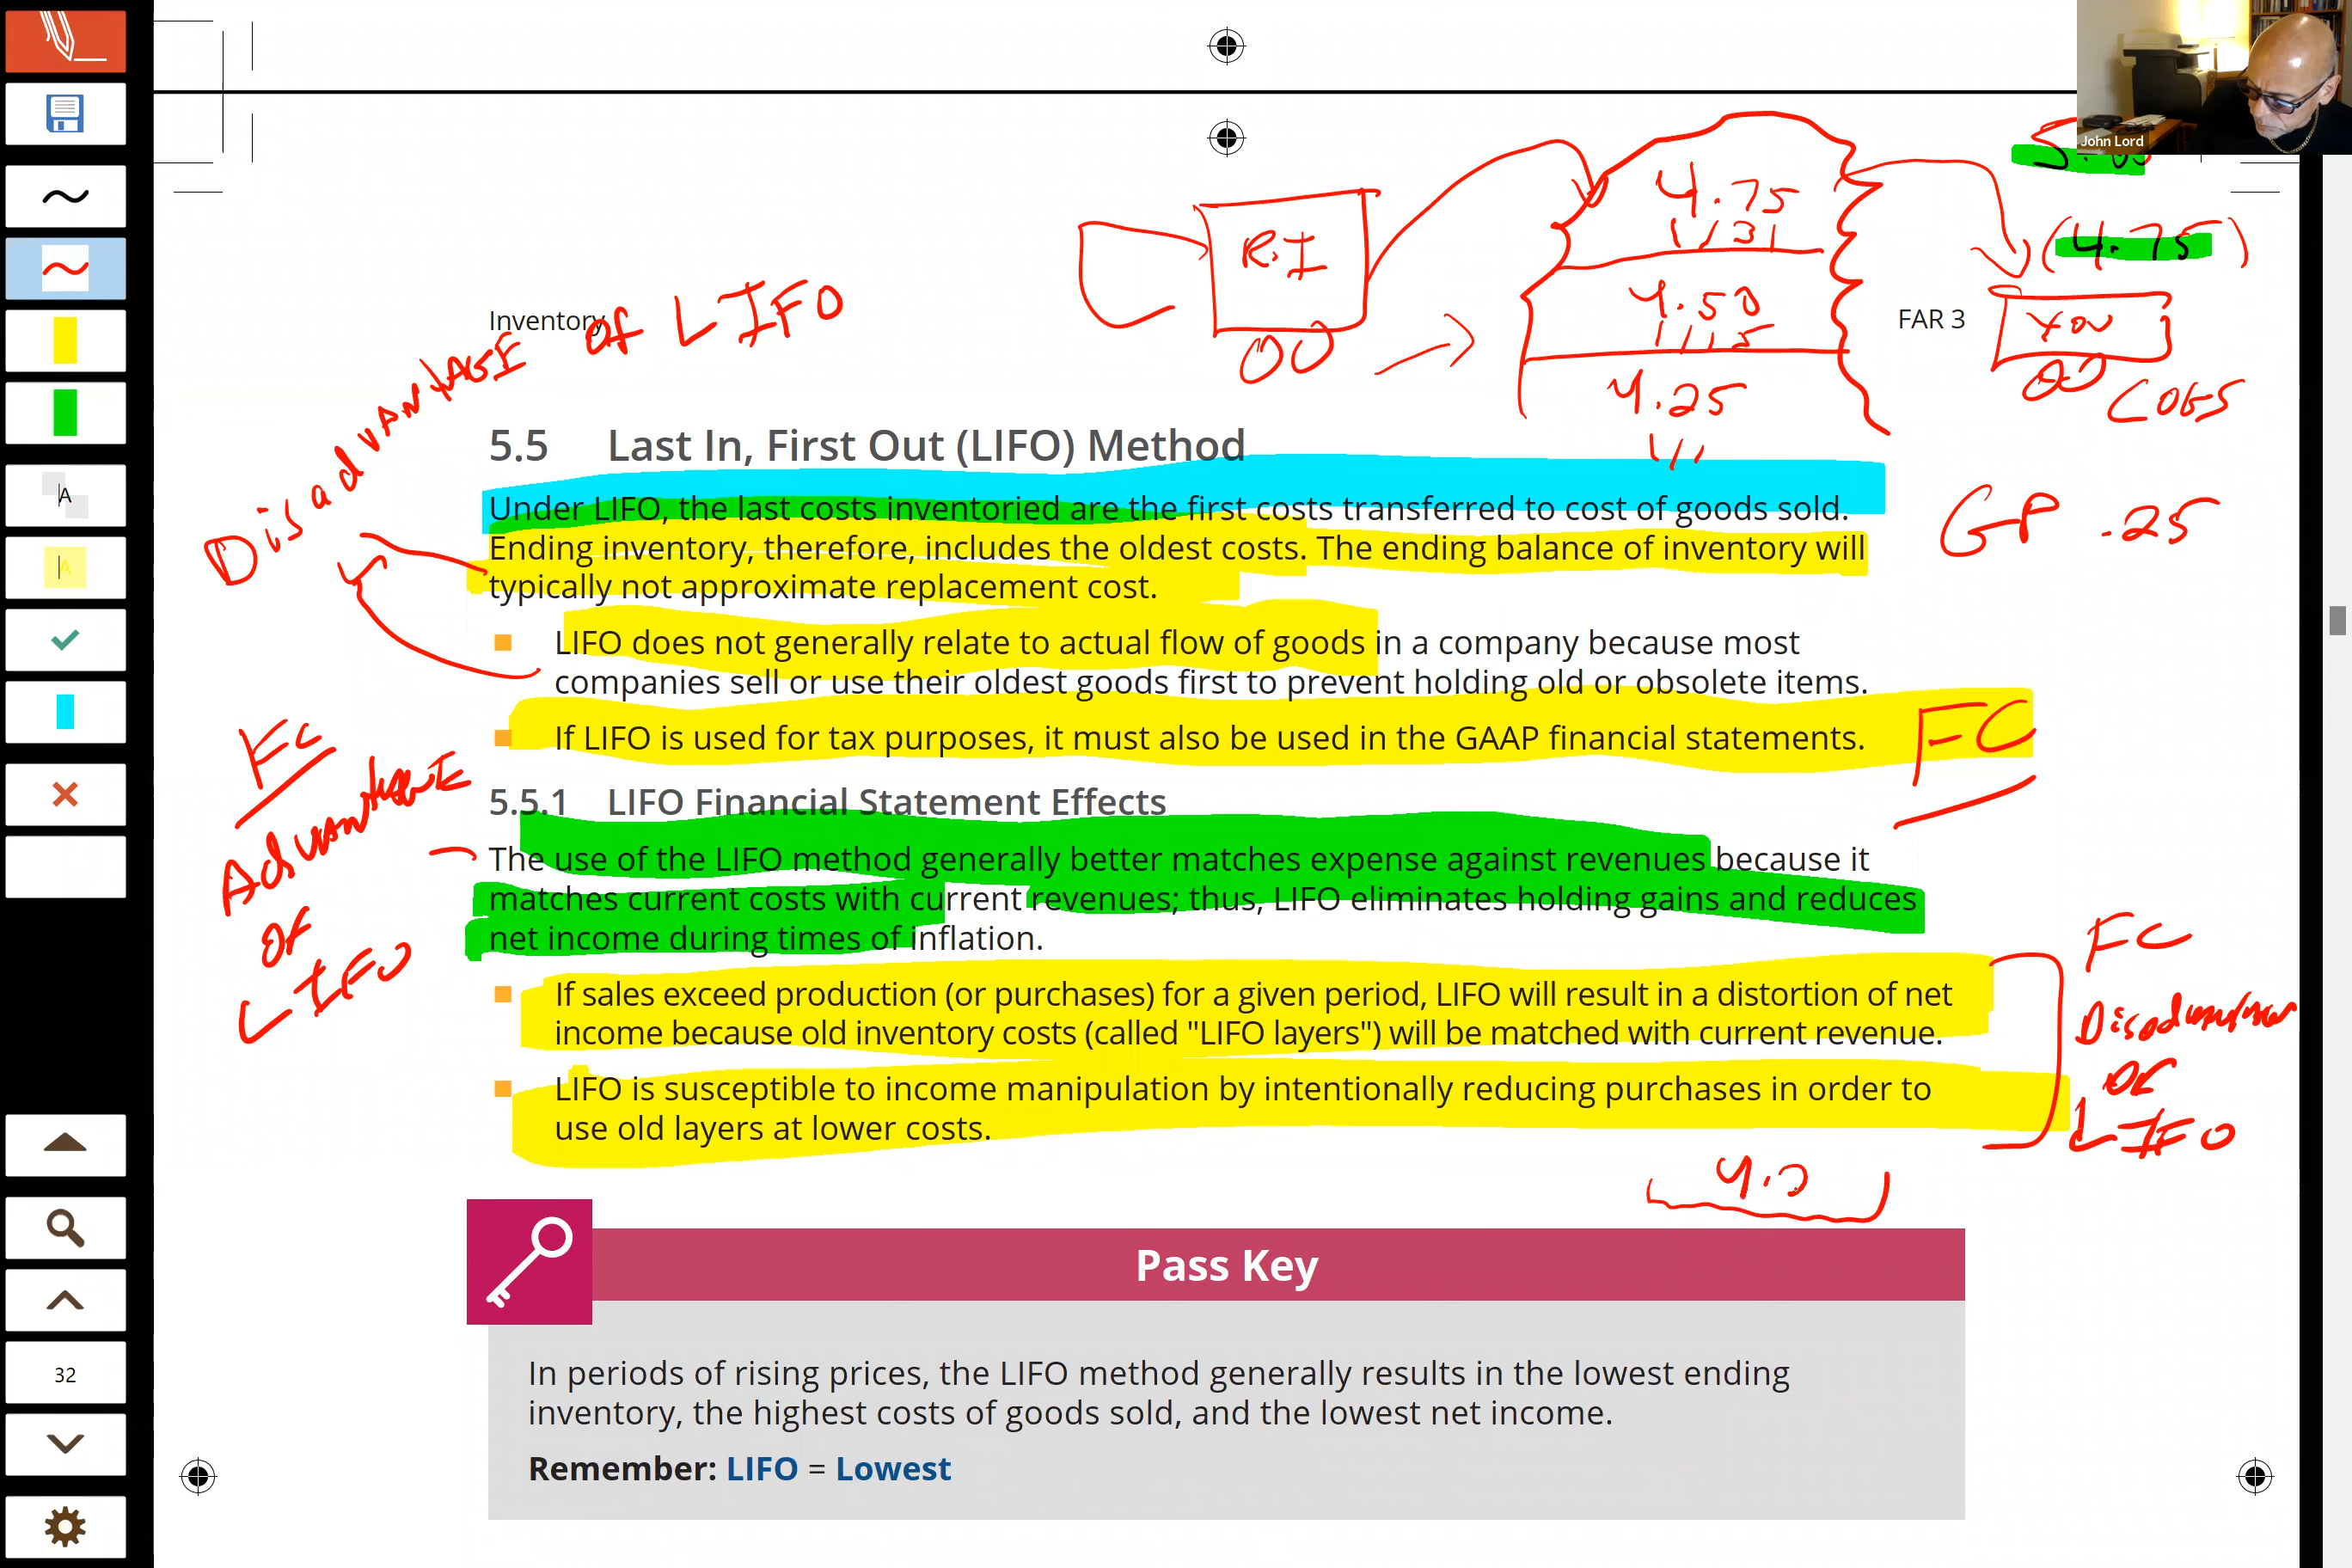 John Lord
4.75
1/31
R.I
(4.75)
4.50
1/15
Inventory
FAR 3
You
4.25
1/1
COGS
Disadvantage of LIFO
5.5 Last In, First Out (LIFO) Method
Under LIFO, the last costs inventoried are the first costs transferred to cost of goods sold.
Ending inventory, therefore, includes the oldest costs. The ending balance of inventory will
typically not approximate replacement cost.
GP .25
■ LIFO does not generally relate to actual flow of goods in a company because most
companies sell or use their oldest goods first to prevent holding old or obsolete items.
■ If LIFO is used for tax purposes, it must also be used in the GAAP financial statements.
FC
FC
Advantage
of
LIFO
5.5.1 LIFO Financial Statement Effects
The use of the LIFO method generally better matches expense against revenues because it
matches current costs with current revenues; thus, LIFO eliminates holding gains and reduces
net income during times of inflation.
■ If sales exceed production (or purchases) for a given period, LIFO will result in a distortion of net
income because old inventory costs (called "LIFO layers") will be matched with current revenue.
■ LIFO is susceptible to income manipulation by intentionally reducing purchases in order to
use old layers at lower costs.
FC
Disadvantage
of
LIFO
Pass Key
In periods of rising prices, the LIFO method generally results in the lowest ending
inventory, the highest costs of goods sold, and the lowest net income.
Remember: LIFO = Lowest
A
A
32